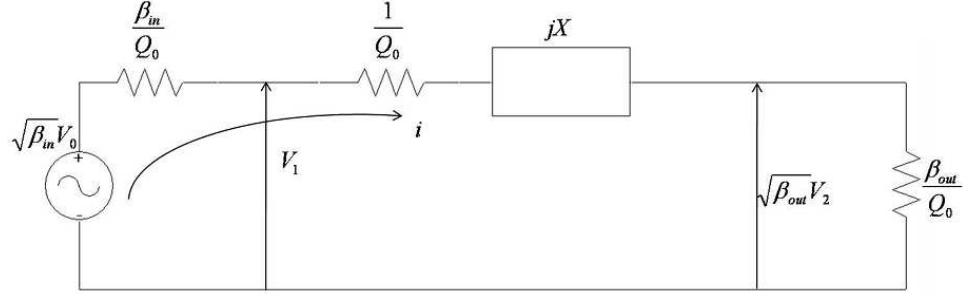 β_in/Q_0
1/Q_0
jX
√β_in V_0
+
-
i
V_1
√β_out V_2
β_out/Q_0